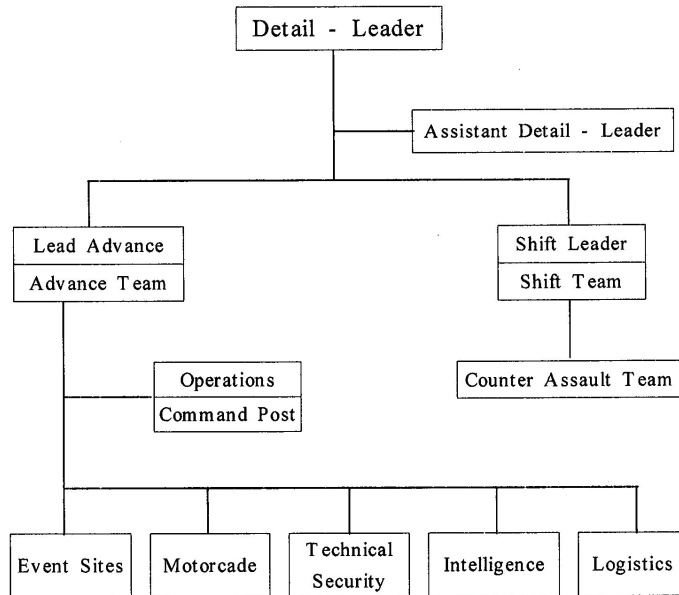 Detail - Leader
Assistant Detail - Leader
Lead Advance
Advance Team
Shift Leader
Shift Team
Operations
Command Post
Counter Assault Team
Event Sites
Motorcade
Technical
Security
Intelligence
Logistics